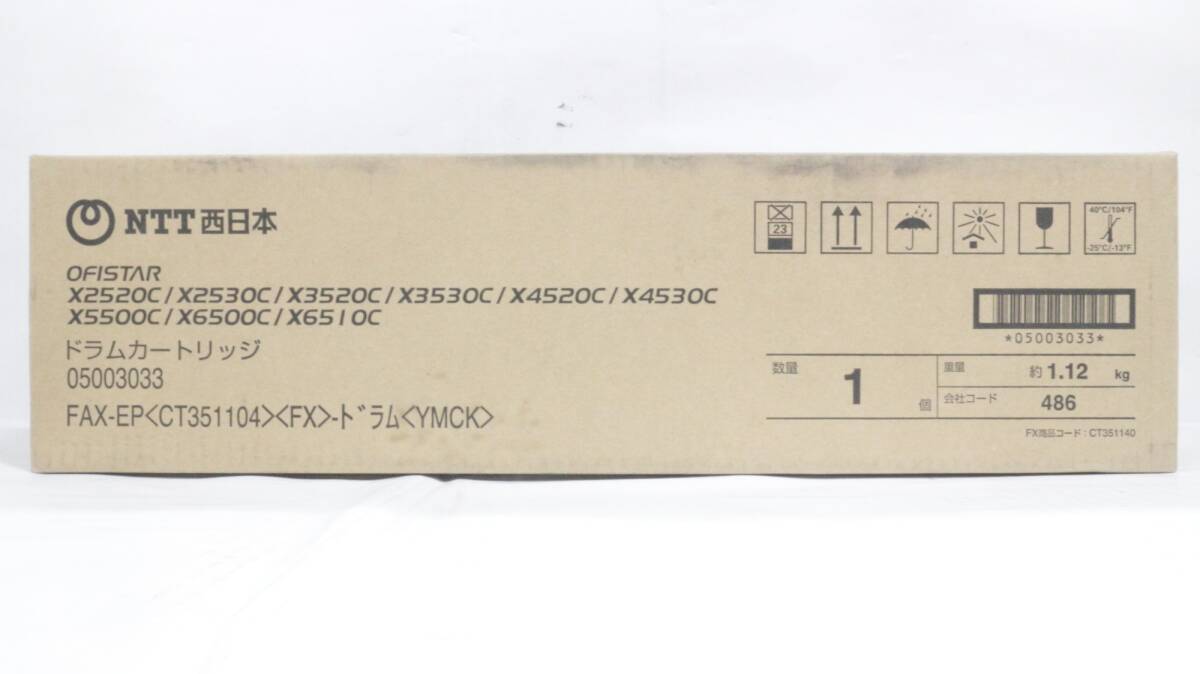 NTT西日本
OFISTAR
X2520C/X2530C/X3520C/X3530C/X4520C/X4530C
X5500C/X6500C/X6510C
ドラムカートリッジ
05003033
FAX-EP<CT351104><FX>-ﾄﾞﾗﾑ<YMCK>
23
40℃/104°F
-25℃/-13°F
*05003033*
数量
1
個
重量
約1.12 kg
会社コード
486
FX商品コード:CT351140